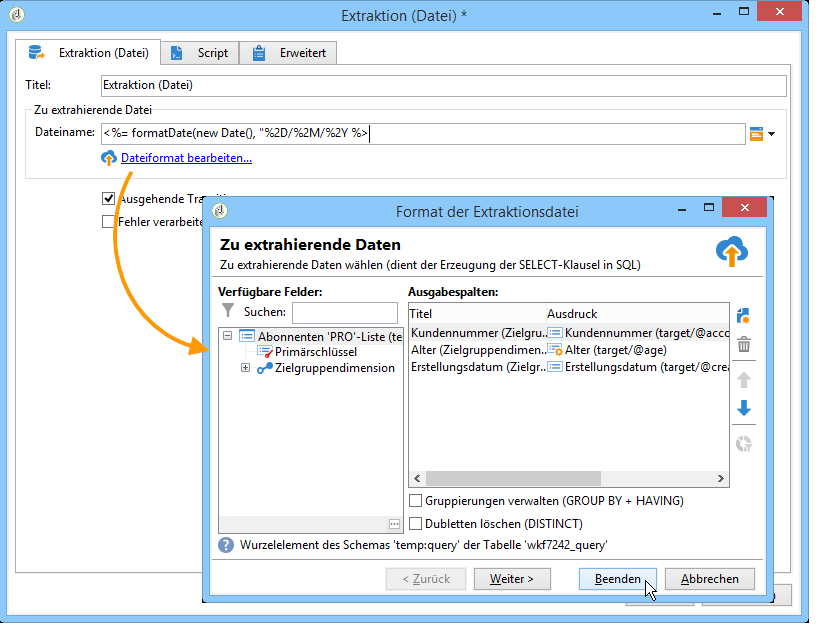 Extraktion (Datei) *
Extraktion (Datei) Script Erweitert
Titel: Extraktion (Datei)
Zu extrahierende Datei
Dateiname: <%= formatDate(new Date(), "%2D/%2M/%2Y %>
Dateiformat bearbeiten...
Ausgehende
Fehler
Format der Extraktionsdatei
Zu extrahierende Daten
Zu extrahierende Daten wählen (dient der Erzeugung der SELECT-Klausel in SQL)
Verfügbare Felder:
Suchen:
Abonnenten 'PRO'-Liste (te
Primärschlüssel
Zielgruppendimension
Ausgabespalten:
Titel Ausdruck
Kundennummer (Zielgru... Kundennummer (target/@acco
Alter (Zielgruppendimen... Alter (target/@age)
Erstellungsdatum (Zielgr... Erstellungsdatum (target/@crea
Gruppierungen verwalten (GROUP BY + HAVING)
Dubletten löschen (DISTINCT)
Wurzelelement des Schemas 'temp:query' der Tabelle 'wkf7242_query'
< Zurück Weiter > Beenden Abbrechen